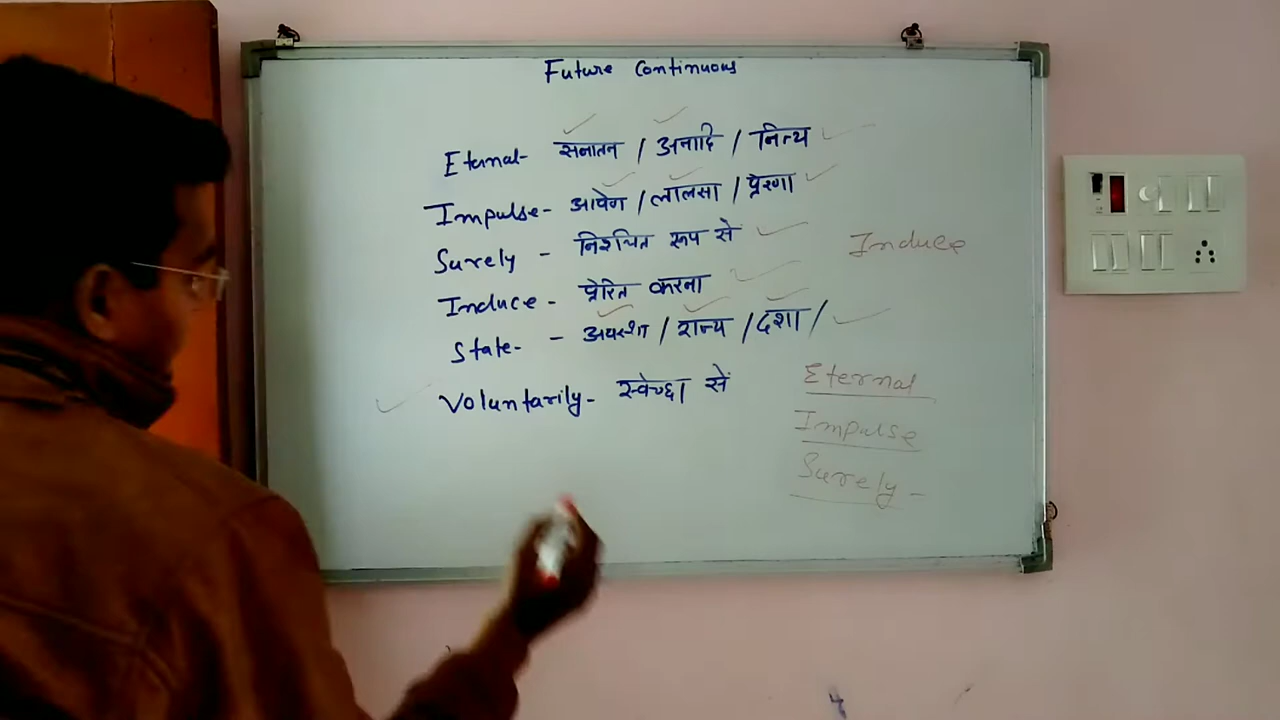 Future Continuous
Eternal- सनातन / अनादि / नित्य
Impulse- आवेग / लालसा / प्रेरणा
Surely - निश्चित रूप से
Induce
Induce - प्रेरित करना
State- - अवस्था / राज्य / दशा /
Voluntarily- स्वेच्छा सें
Eternal
Impulse
Surely -